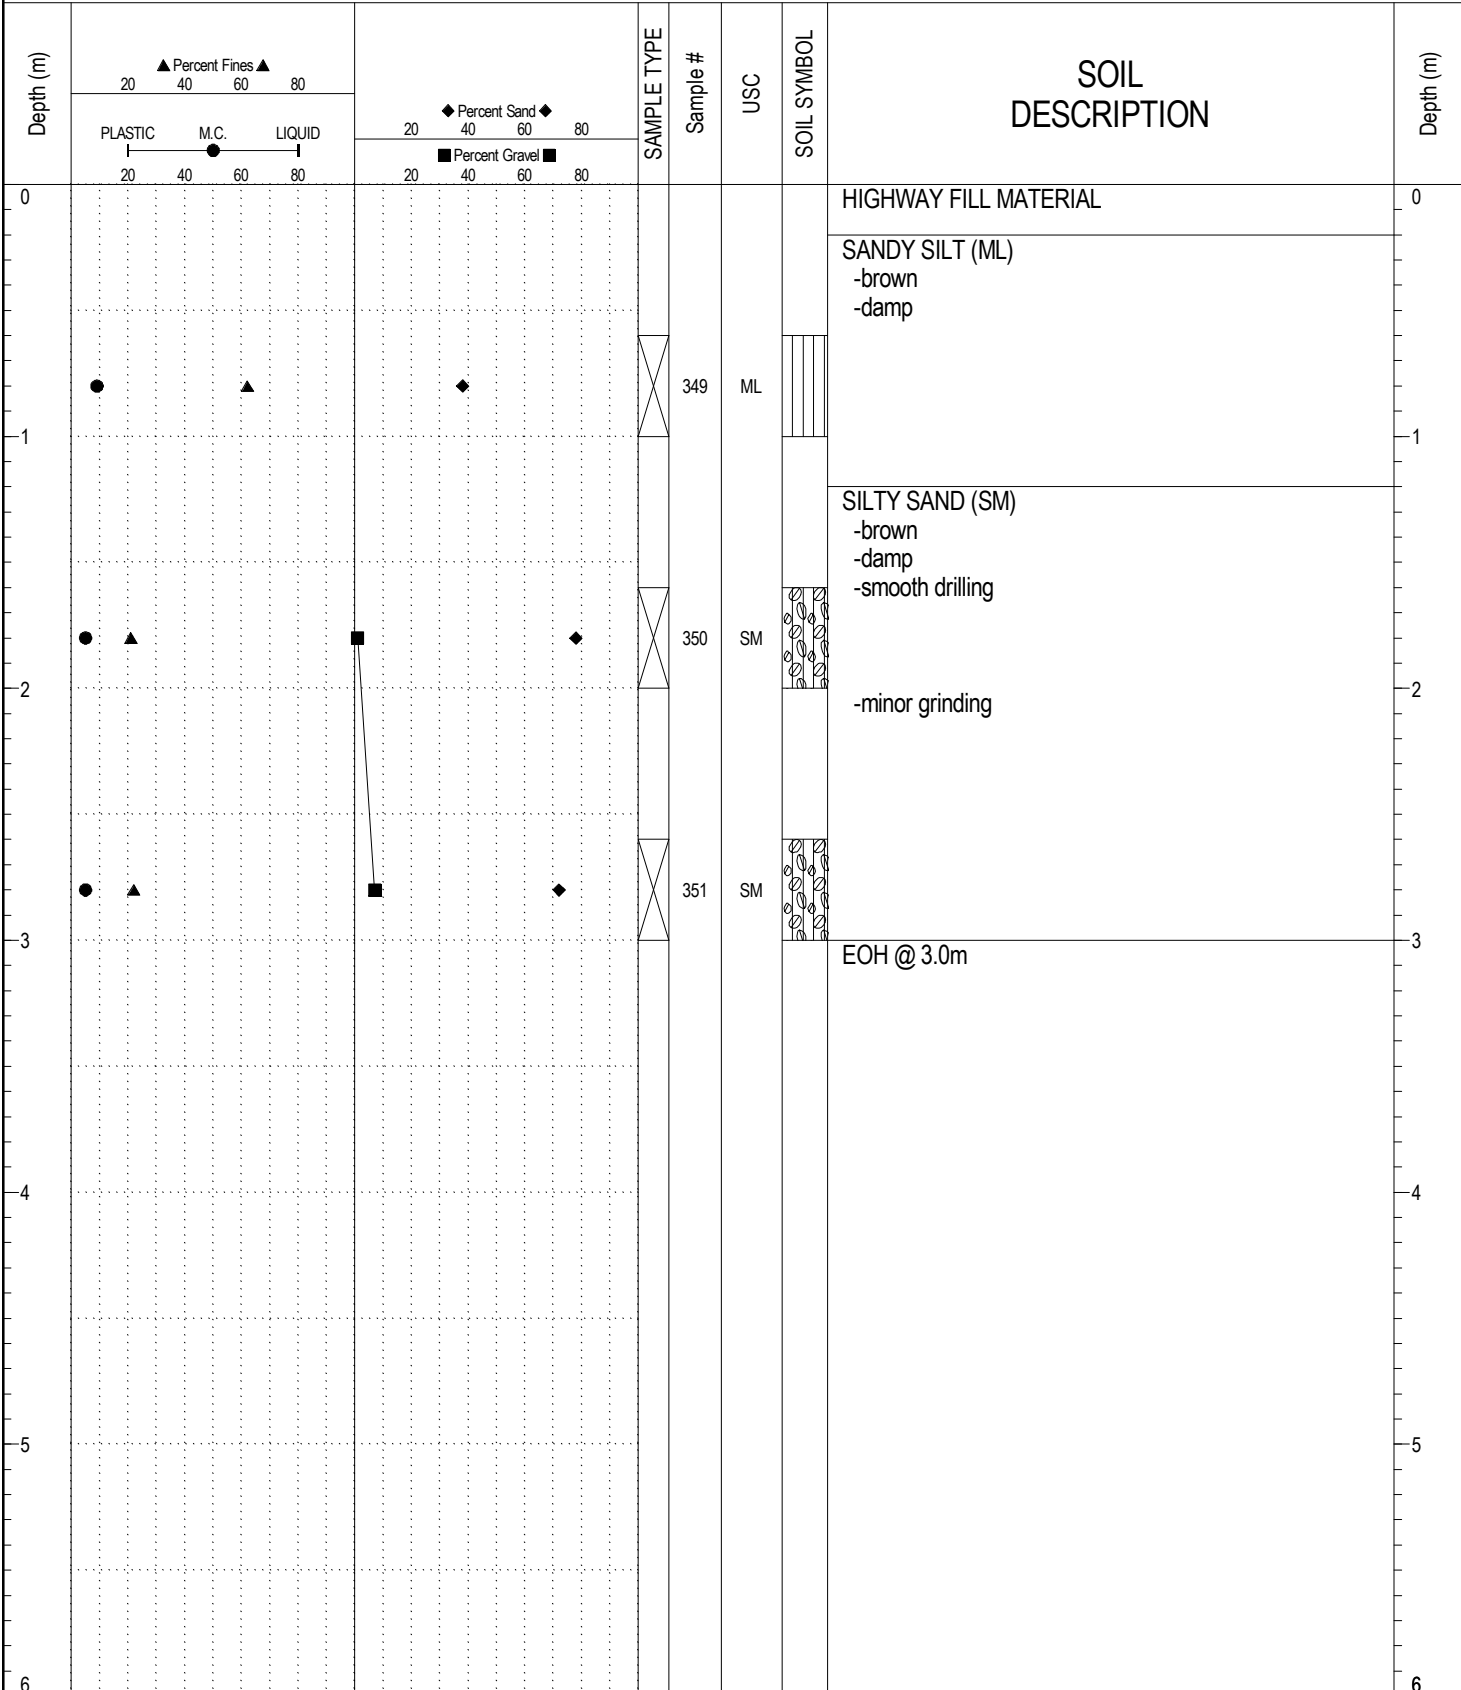 Depth (m)
▲ Percent Fines ▲
20 40 60 80
PLASTIC M.C. LIQUID
20 40 60 80
◆ Percent Sand ◆
20 40 60 80
■ Percent Gravel ■
20 40 60 80
SAMPLE TYPE
Sample #
USC
SOIL SYMBOL
SOIL
DESCRIPTION
Depth (m)
0 HIGHWAY FILL MATERIAL 0
SANDY SILT (ML)
-brown
-damp
349 ML
1 1
SILTY SAND (SM)
-brown
-damp
-smooth drilling
350 SM
2 2
-minor grinding
351 SM
3 3
EOH @ 3.0m
4 4
5 5
6 6